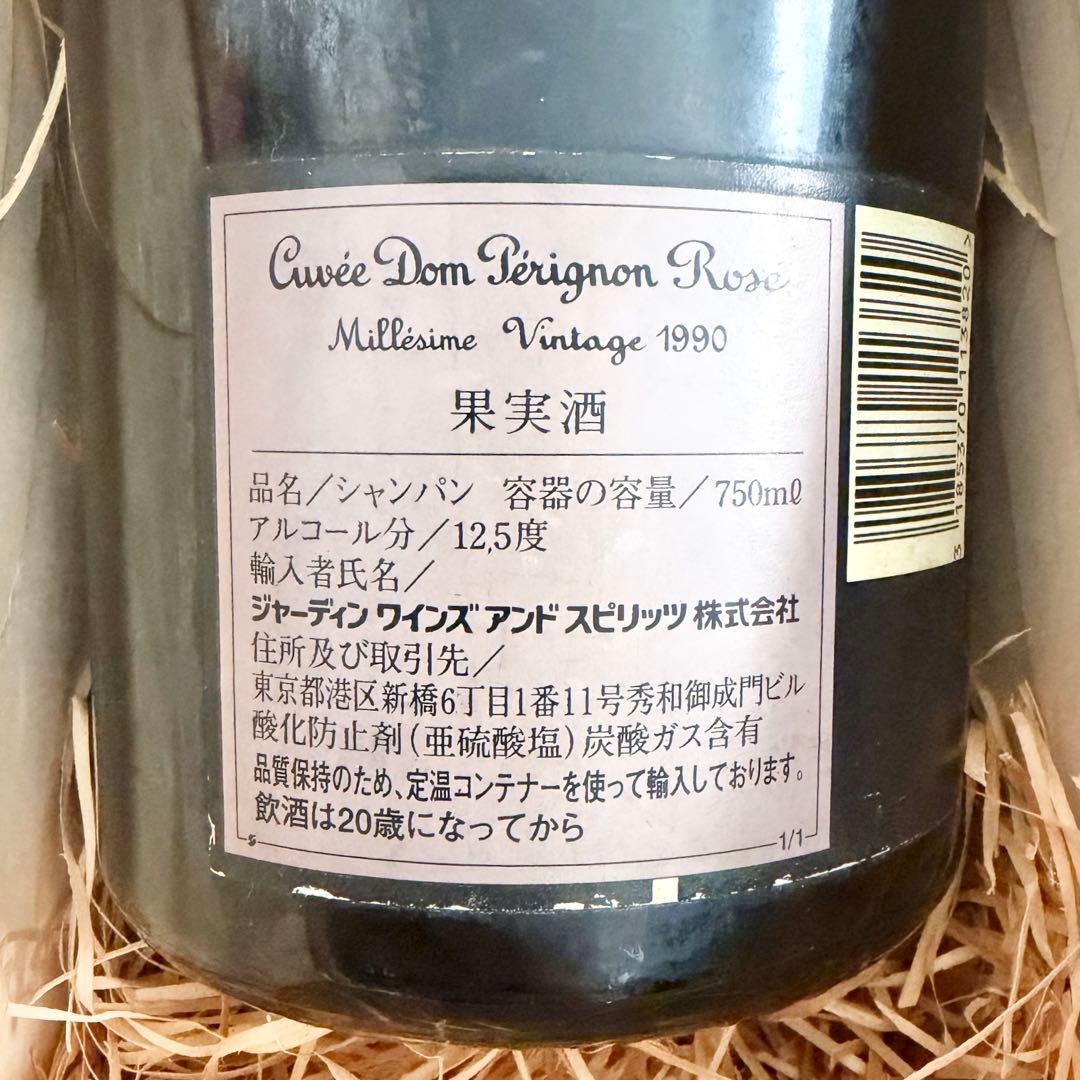 Cuvée Dom Pérignon Rosé
Millésime Vintage 1990
果実酒
品名／シャンパン 容器の容量／750mℓ
アルコール分／12,5度
輸入者氏名／
ジャーディン ワインズ アンド スピリッツ 株式会社
住所及び取引先／
東京都港区新橋6丁目1番11号秀和御成門ビル
酸化防止剤(亜硫酸塩)炭酸ガス含有
品質保持のため、定温コンテナーを使って輸入しております。
飲酒は20歳になってから
1/1
3 185370 113820 >